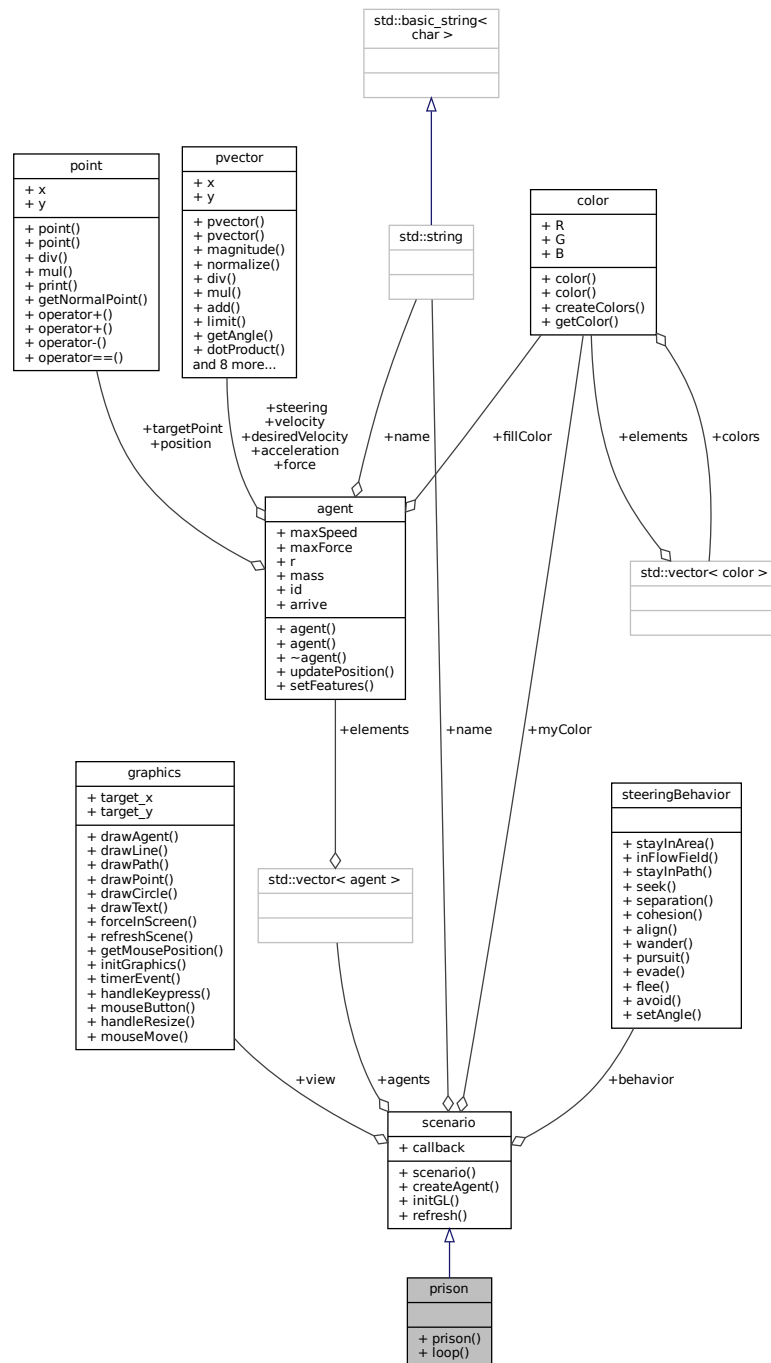 std::basic_string<
char >
point
+ x
+ y
+ point()
+ point()
+ div()
+ mul()
+ print()
+ getNormalPoint()
+ operator+()
+ operator+()
+ operator-()
+ operator==()
pvector
+ x
+ y
+ pvector()
+ pvector()
+ magnitude()
+ normalize()
+ div()
+ mul()
+ add()
+ limit()
+ getAngle()
+ dotProduct()
and 8 more...
std::string
color
+ R
+ G
+ B
+ color()
+ color()
+ createColors()
+ getColor()
+targetPoint
+position
+steering
+velocity
+desiredVelocity
+acceleration
+force
+name
+fillColor
+elements
+colors
agent
+ maxSpeed
+ maxForce
+ r
+ mass
+ id
+ arrive
+ agent()
+ agent()
+ ~agent()
+ updatePosition()
+ setFeatures()
std::vector< color >
+elements
+name
+myColor
graphics
+ target_x
+ target_y
+ drawAgent()
+ drawLine()
+ drawPath()
+ drawPoint()
+ drawCircle()
+ drawText()
+ forceInScreen()
+ refreshScene()
+ getMousePosition()
+ initGraphics()
+ timerEvent()
+ handleKeypress()
+ mouseButton()
+ handleResize()
+ mouseMove()
std::vector< agent >
steeringBehavior
+ stayInArea()
+ inFlowField()
+ stayInPath()
+ seek()
+ separation()
+ cohesion()
+ align()
+ wander()
+ pursuit()
+ evade()
+ flee()
+ avoid()
+ setAngle()
+view
+agents
+behavior
scenario
+ callback
+ scenario()
+ createAgent()
+ initGL()
+ refresh()
prison
+ prison()
+ loop()